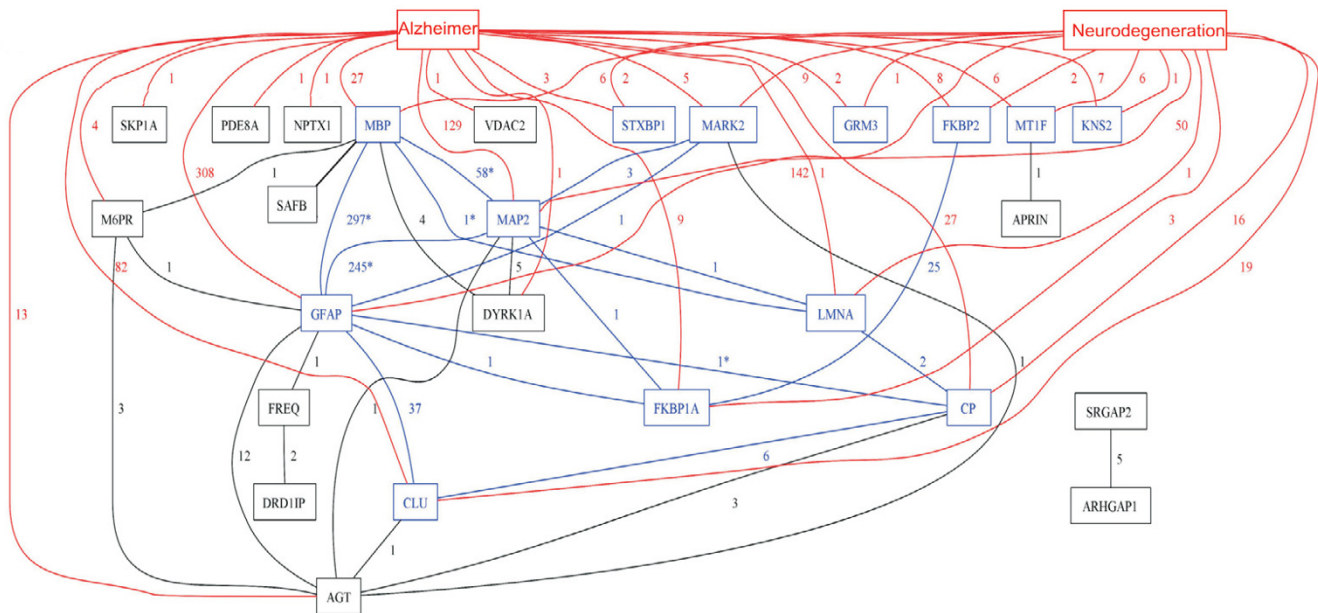 Alzheimer Neurodegeneration
1 1 1 27 1 3 6 2 5 9 2 1 8 6 2 6 7 1
4 129 8 50
SKP1A PDE8A NPTX1 MBP VDAC2 STXBP1 MARK2 GRM3 FKBP2 MT1F KNS2
308 1 58* 1 3 142 1 1 1
SAFB
M6PR MAP2 APRIN
297* 1* 4 1 9 27 3 16
82 1 245* 5 1 25 19
13 GFAP DYRK1A 1 LMNA
1 1 1* 2 1
3 FREQ 1 37 FKBP1A CP SRGAP2
12 2 6 5
DRD1IP CLU 3 ARHGAP1
1
AGT